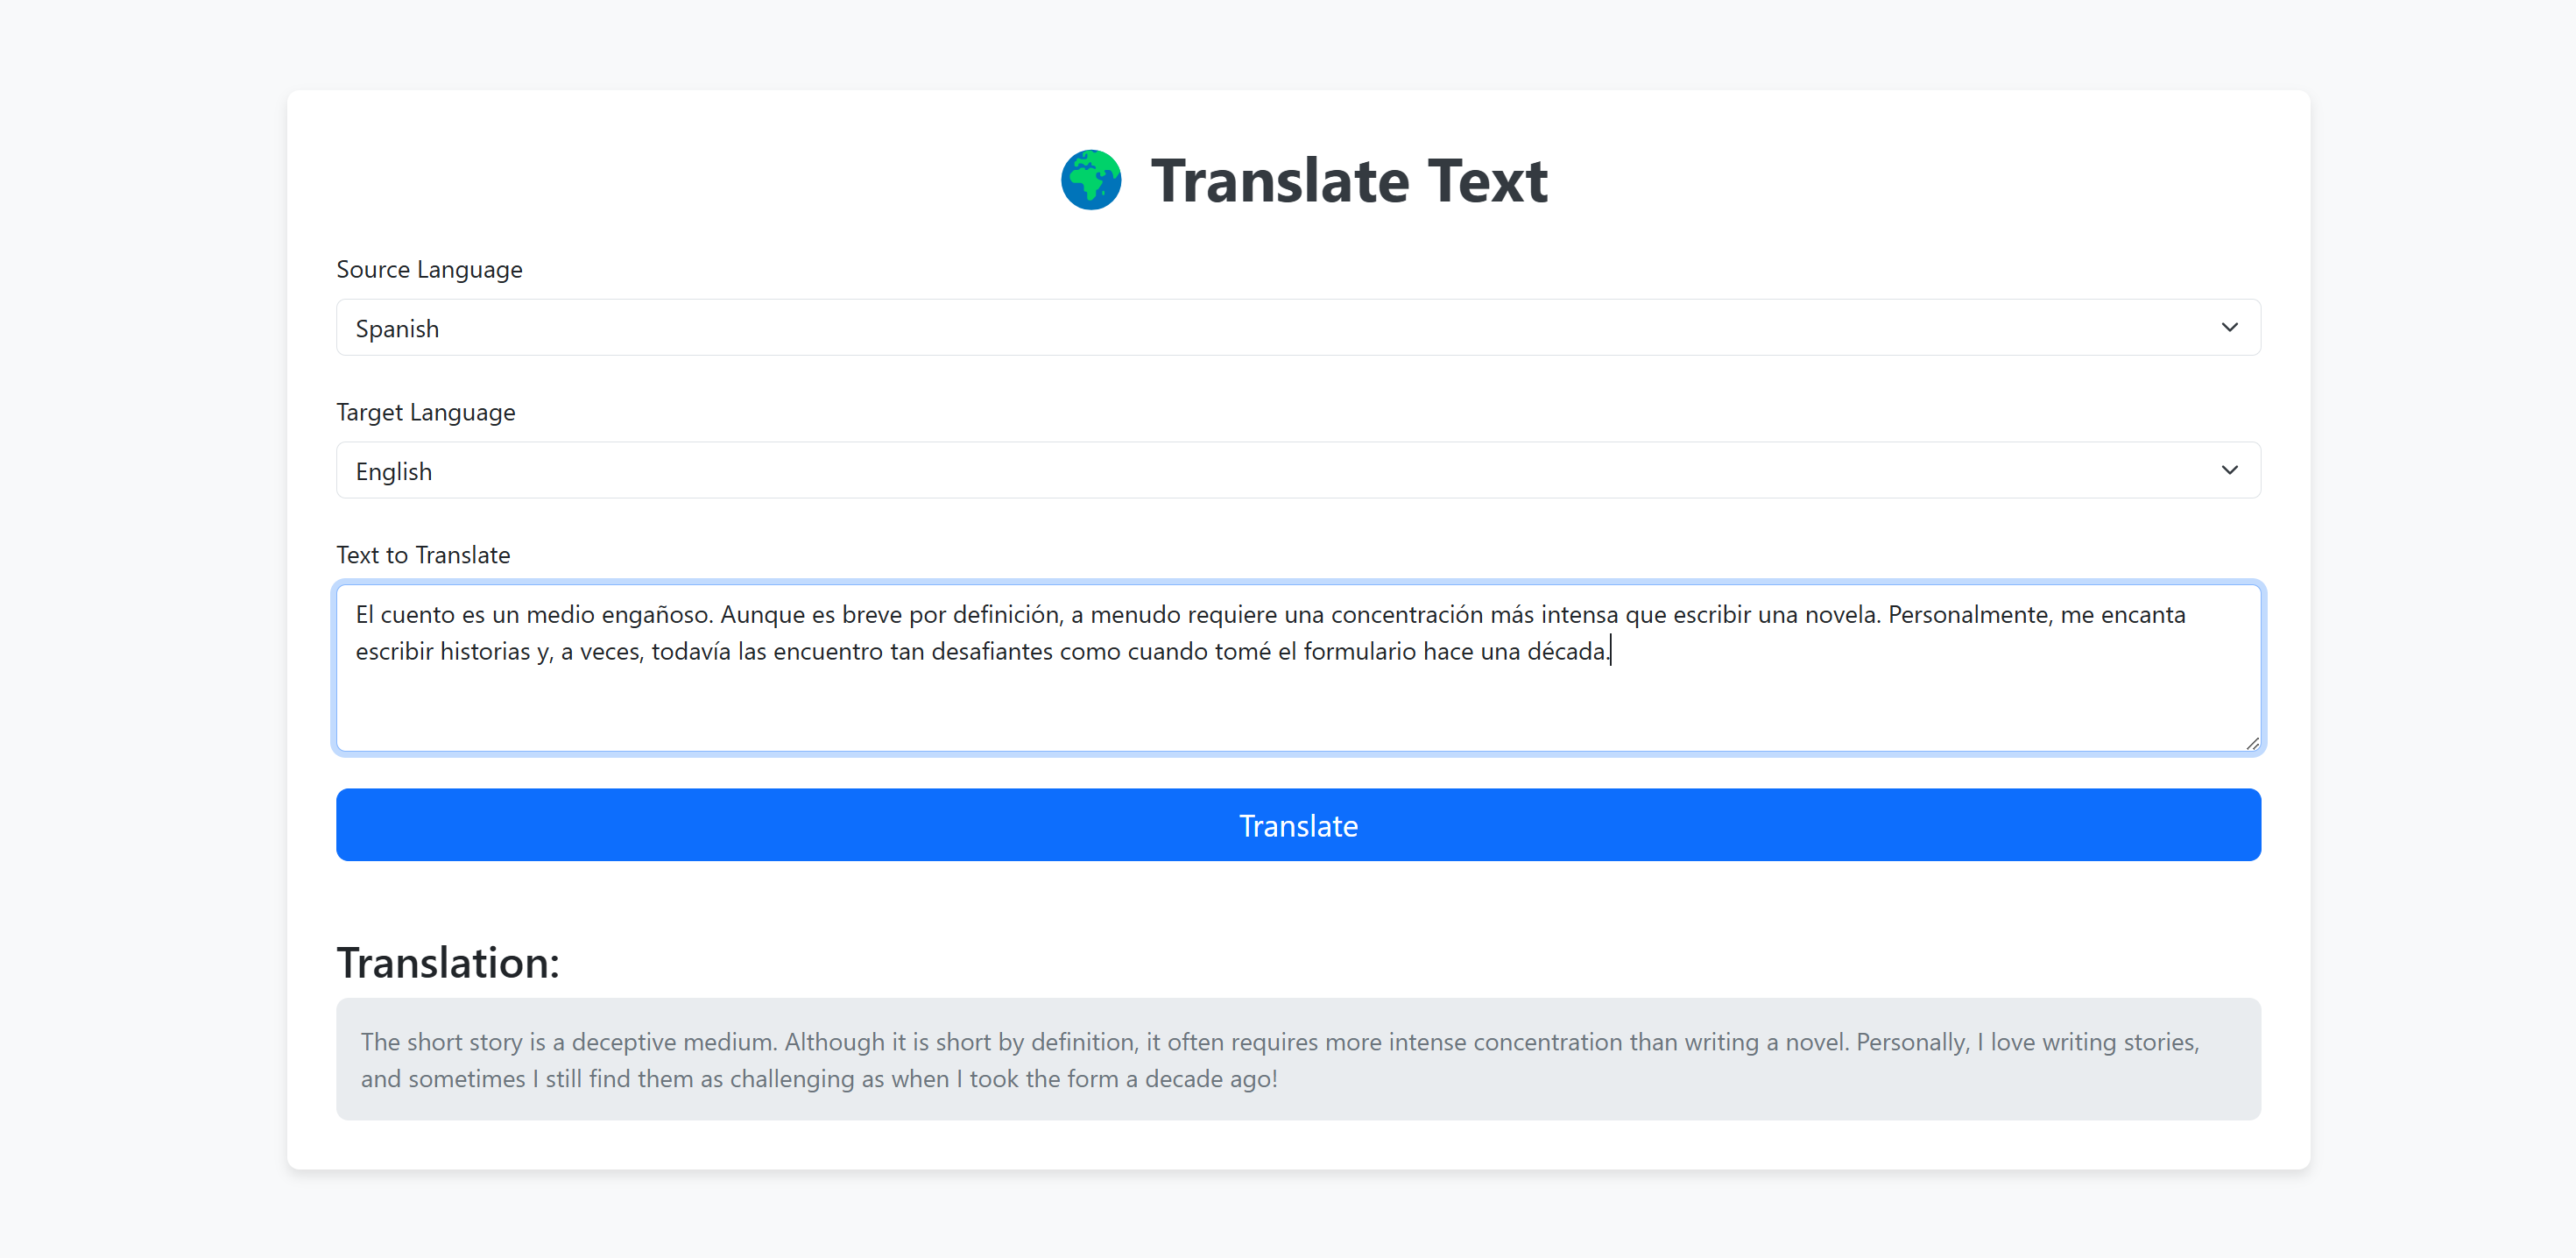 Translate Text
Source Language
Spanish
Target Language
English
Text to Translate
El cuento es un medio engañoso. Aunque es breve por definición, a menudo requiere una concentración más intensa que escribir una novela. Personalmente, me encanta
escribir historias y, a veces, todavía las encuentro tan desafiantes como cuando tomé el formulario hace una década.
Translate
Translation:
The short story is a deceptive medium. Although it is short by definition, it often requires more intense concentration than writing a novel. Personally, I love writing stories,
and sometimes I still find them as challenging as when I took the form a decade ago!